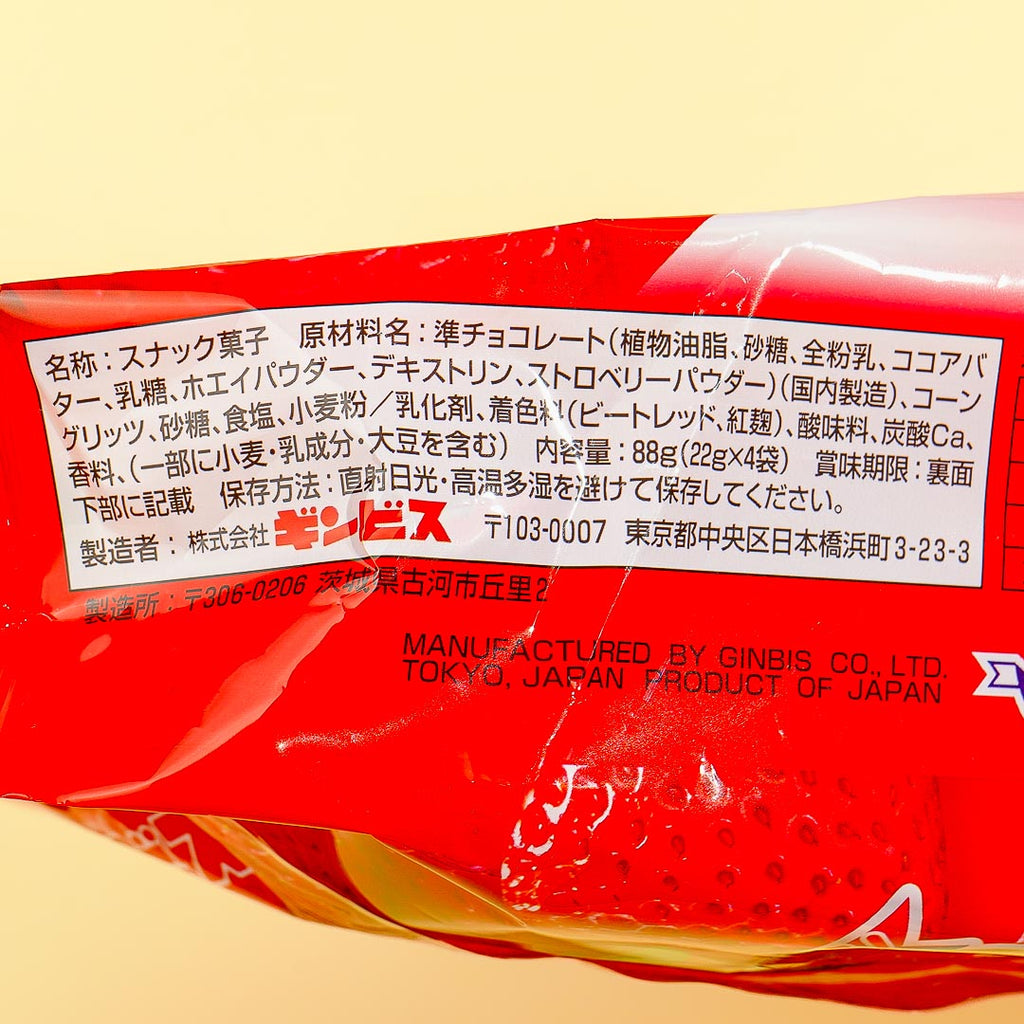 名称：スナック菓子　原材料名：準チョコレート（植物油脂、砂糖、全粉乳、ココアバ
ター、乳糖、ホエイパウダー、デキストリン、ストロベリーパウダー）（国内製造）、コーン
グリッツ、砂糖、食塩、小麦粉／乳化剤、着色料（ビートレッド、紅麹）、酸味料、炭酸Ca、
香料、（一部に小麦・乳成分・大豆を含む）　内容量：88g（22g×4袋）　賞味期限：裏面
下部に記載　保存方法：直射日光・高温多湿を避けて保存してください。
製造者：株式会社ギンビス　〒103-0007　東京都中央区日本橋浜町3-23-3
製造所：〒306-0206 茨城県古河市丘里2
MANUFACTURED BY GINBIS CO., LTD.
TOKYO, JAPAN PRODUCT OF JAPAN